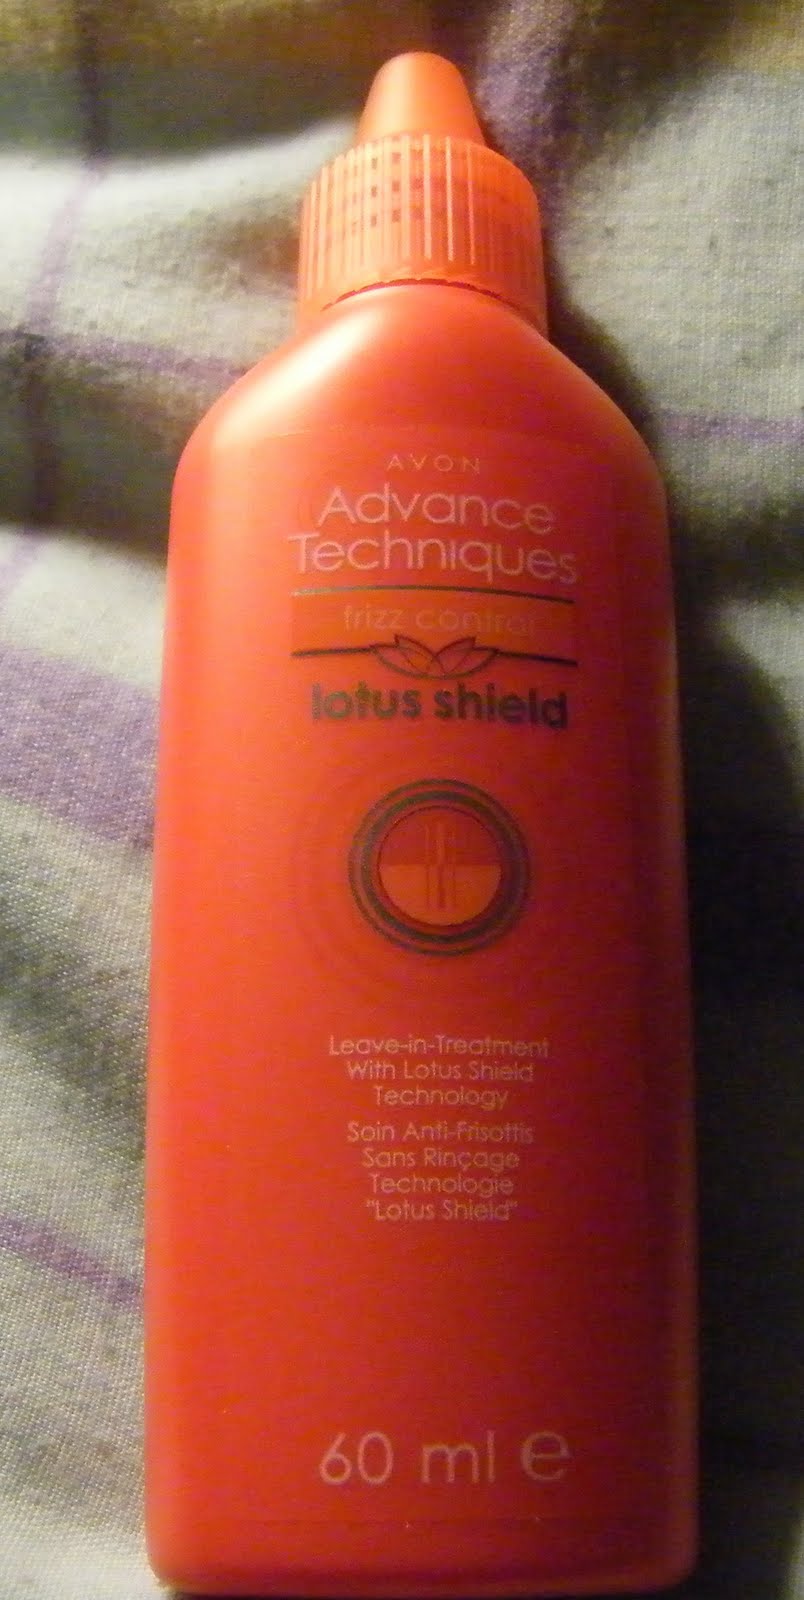 AVON
Advance
Techniques
frizz control
lotus shield
Leave-in-Treatment
With Lotus Shield
Technology
Soin Anti-Frisottis
Sans Rinçage
Technologie
"Lotus Shield"
60 ml e